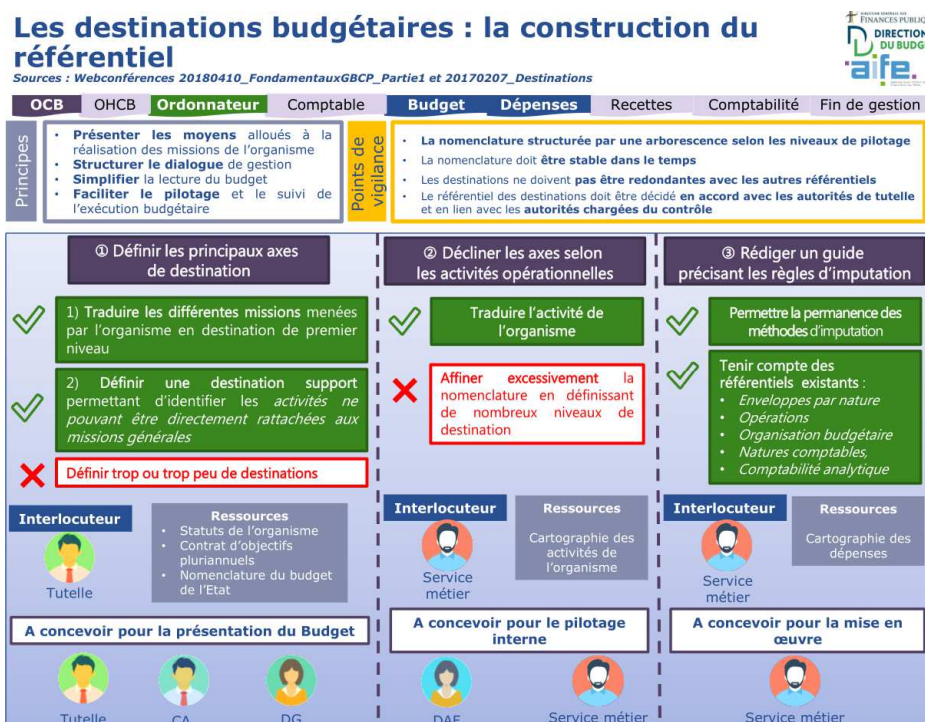 Les destinations budgétaires : la construction du
référentiel
Sources : Webconférences 20180410_FondamentauxGBCP_Partie1 et 20170207_Destinations
FINANCES PUBLIQ
DIRECTION
DU BUDG
aife
OCB OHCB Ordonnateur Comptable Budget Dépenses Recettes Comptabilité Fin de gestion
Principes
• Présenter les moyens alloués à la
réalisation des missions de l'organisme
• Structurer le dialogue de gestion
• Simplifier la lecture du budget
• Faciliter le pilotage et le suivi de
l'exécution budgétaire
Points de
vigilance
• La nomenclature structurée par une arborescence selon les niveaux de pilotage
• La nomenclature doit être stable dans le temps
• Les destinations ne doivent pas être redondantes avec les autres référentiels
• Le référentiel des destinations doit être décidé en accord avec les autorités de tutelle
et en lien avec les autorités chargées du contrôle
① Définir les principaux axes
de destination
1) Traduire les différentes missions menées
par l'organisme en destination de premier
niveau
2) Définir une destination support
permettant d'identifier les activités ne
pouvant être directement rattachées aux
missions générales
Définir trop ou trop peu de destinations
Interlocuteur
Tutelle
Ressources
• Statuts de l'organisme
• Contrat d'objectifs
pluriannuels
• Nomenclature du budget
de l'Etat
A concevoir pour la présentation du Budget
Tutelle CA DG
② Décliner les axes selon
les activités opérationnelles
Traduire l'activité de
l'organisme
Affiner excessivement la
nomenclature en définissant
de nombreux niveaux de
destination
Interlocuteur
Service
métier
Ressources
Cartographie des
activités de
l'organisme
A concevoir pour le pilotage
interne
DAF Service métier
③ Rédiger un guide
précisant les règles d'imputation
Permettre la permanence des
méthodes d'imputation
Tenir compte des
référentiels existants :
• Enveloppes par nature
• Opérations
• Organisation budgétaire
• Natures comptables,
• Comptabilité analytique
Interlocuteur
Service
métier
Ressources
Cartographie des
dépenses
A concevoir pour la mise en
œuvre
Service métier